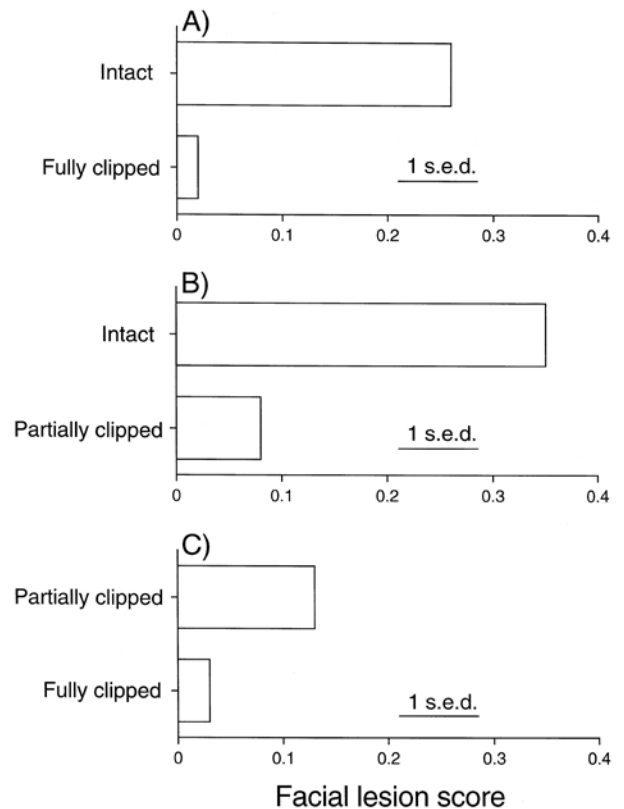 A)
Intact
Fully clipped
1 s.e.d.
0 0.1 0.2 0.3 0.4
B)
Intact
Partially clipped
1 s.e.d.
0 0.1 0.2 0.3 0.4
C)
Partially clipped
Fully clipped
1 s.e.d.
0 0.1 0.2 0.3 0.4
Facial lesion score